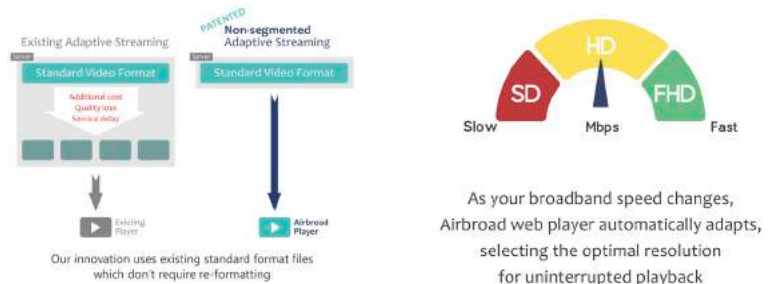 PATENTED
Existing Adaptive Streaming
Non-segmented
Adaptive Streaming
Server
Standard Video Format
Server
Standard Video Format
Additional cost
Quality loss
Service delay
Existing
Player
Airbroad
Player
Our innovation uses existing standard format files
which don't require re-formatting
SD
HD
FHD
Slow
Mbps
Fast
As your broadband speed changes,
Airbroad web player automatically adapts,
selecting the optimal resolution
for uninterrupted playback